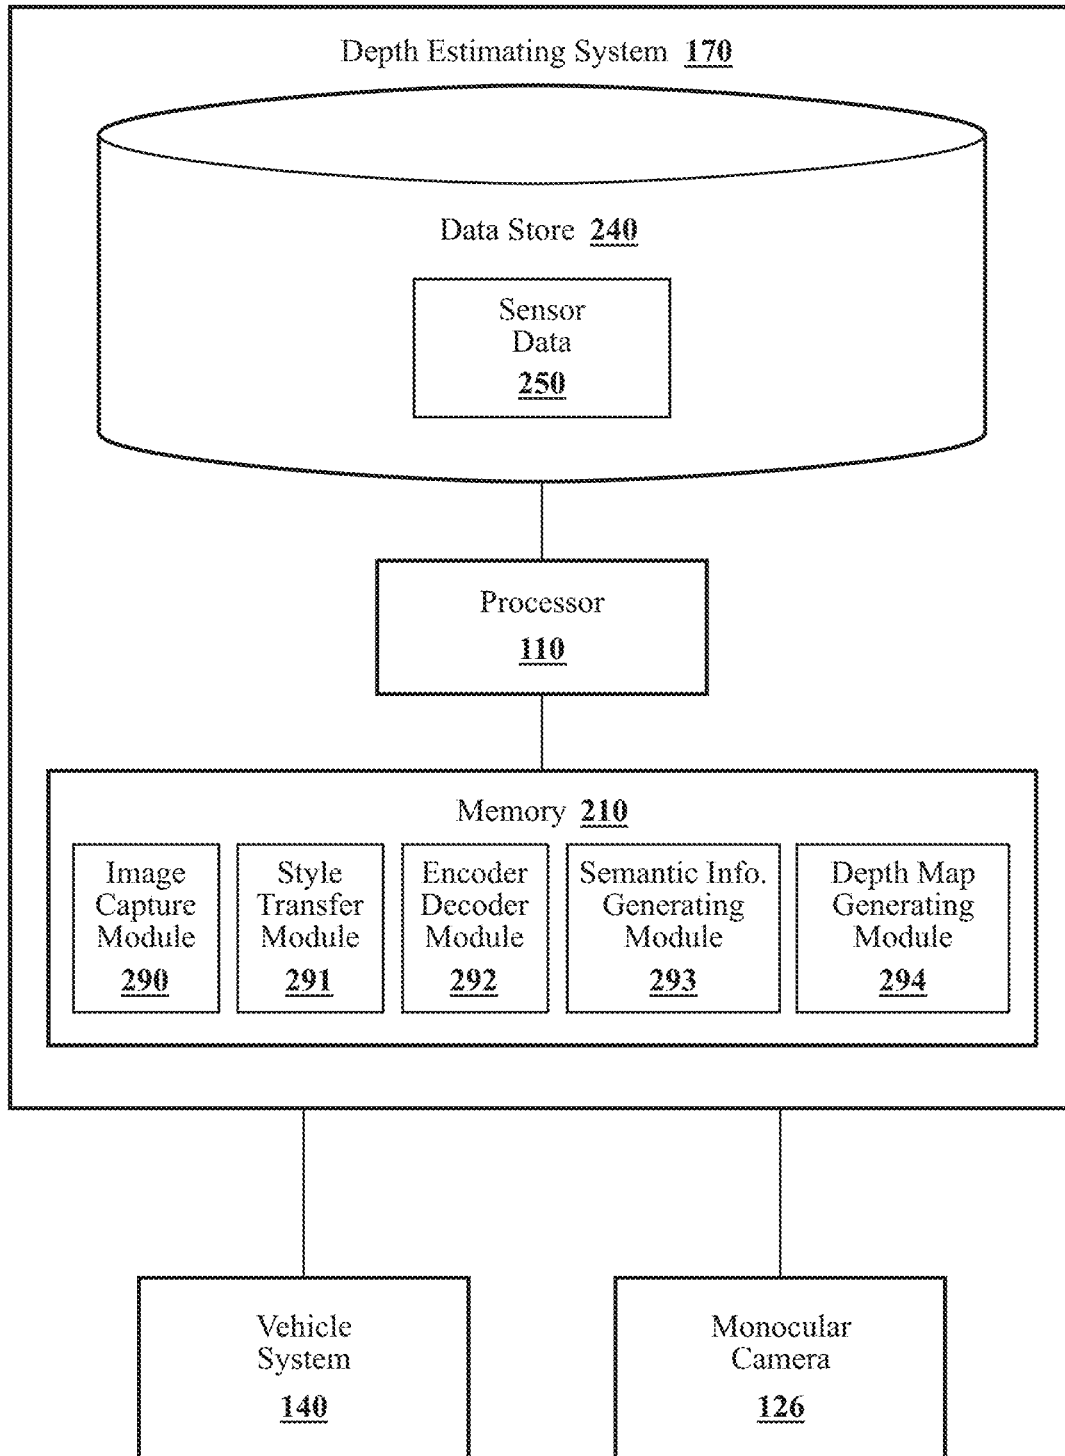 Depth Estimating System 170
Data Store 240
Sensor
Data
250
Processor
110
Memory 210
Image
Capture
Module
290
Style
Transfer
Module
291
Encoder
Decoder
Module
292
Semantic Info.
Generating
Module
293
Depth Map
Generating
Module
294
Vehicle
System
140
Monocular
Camera
126